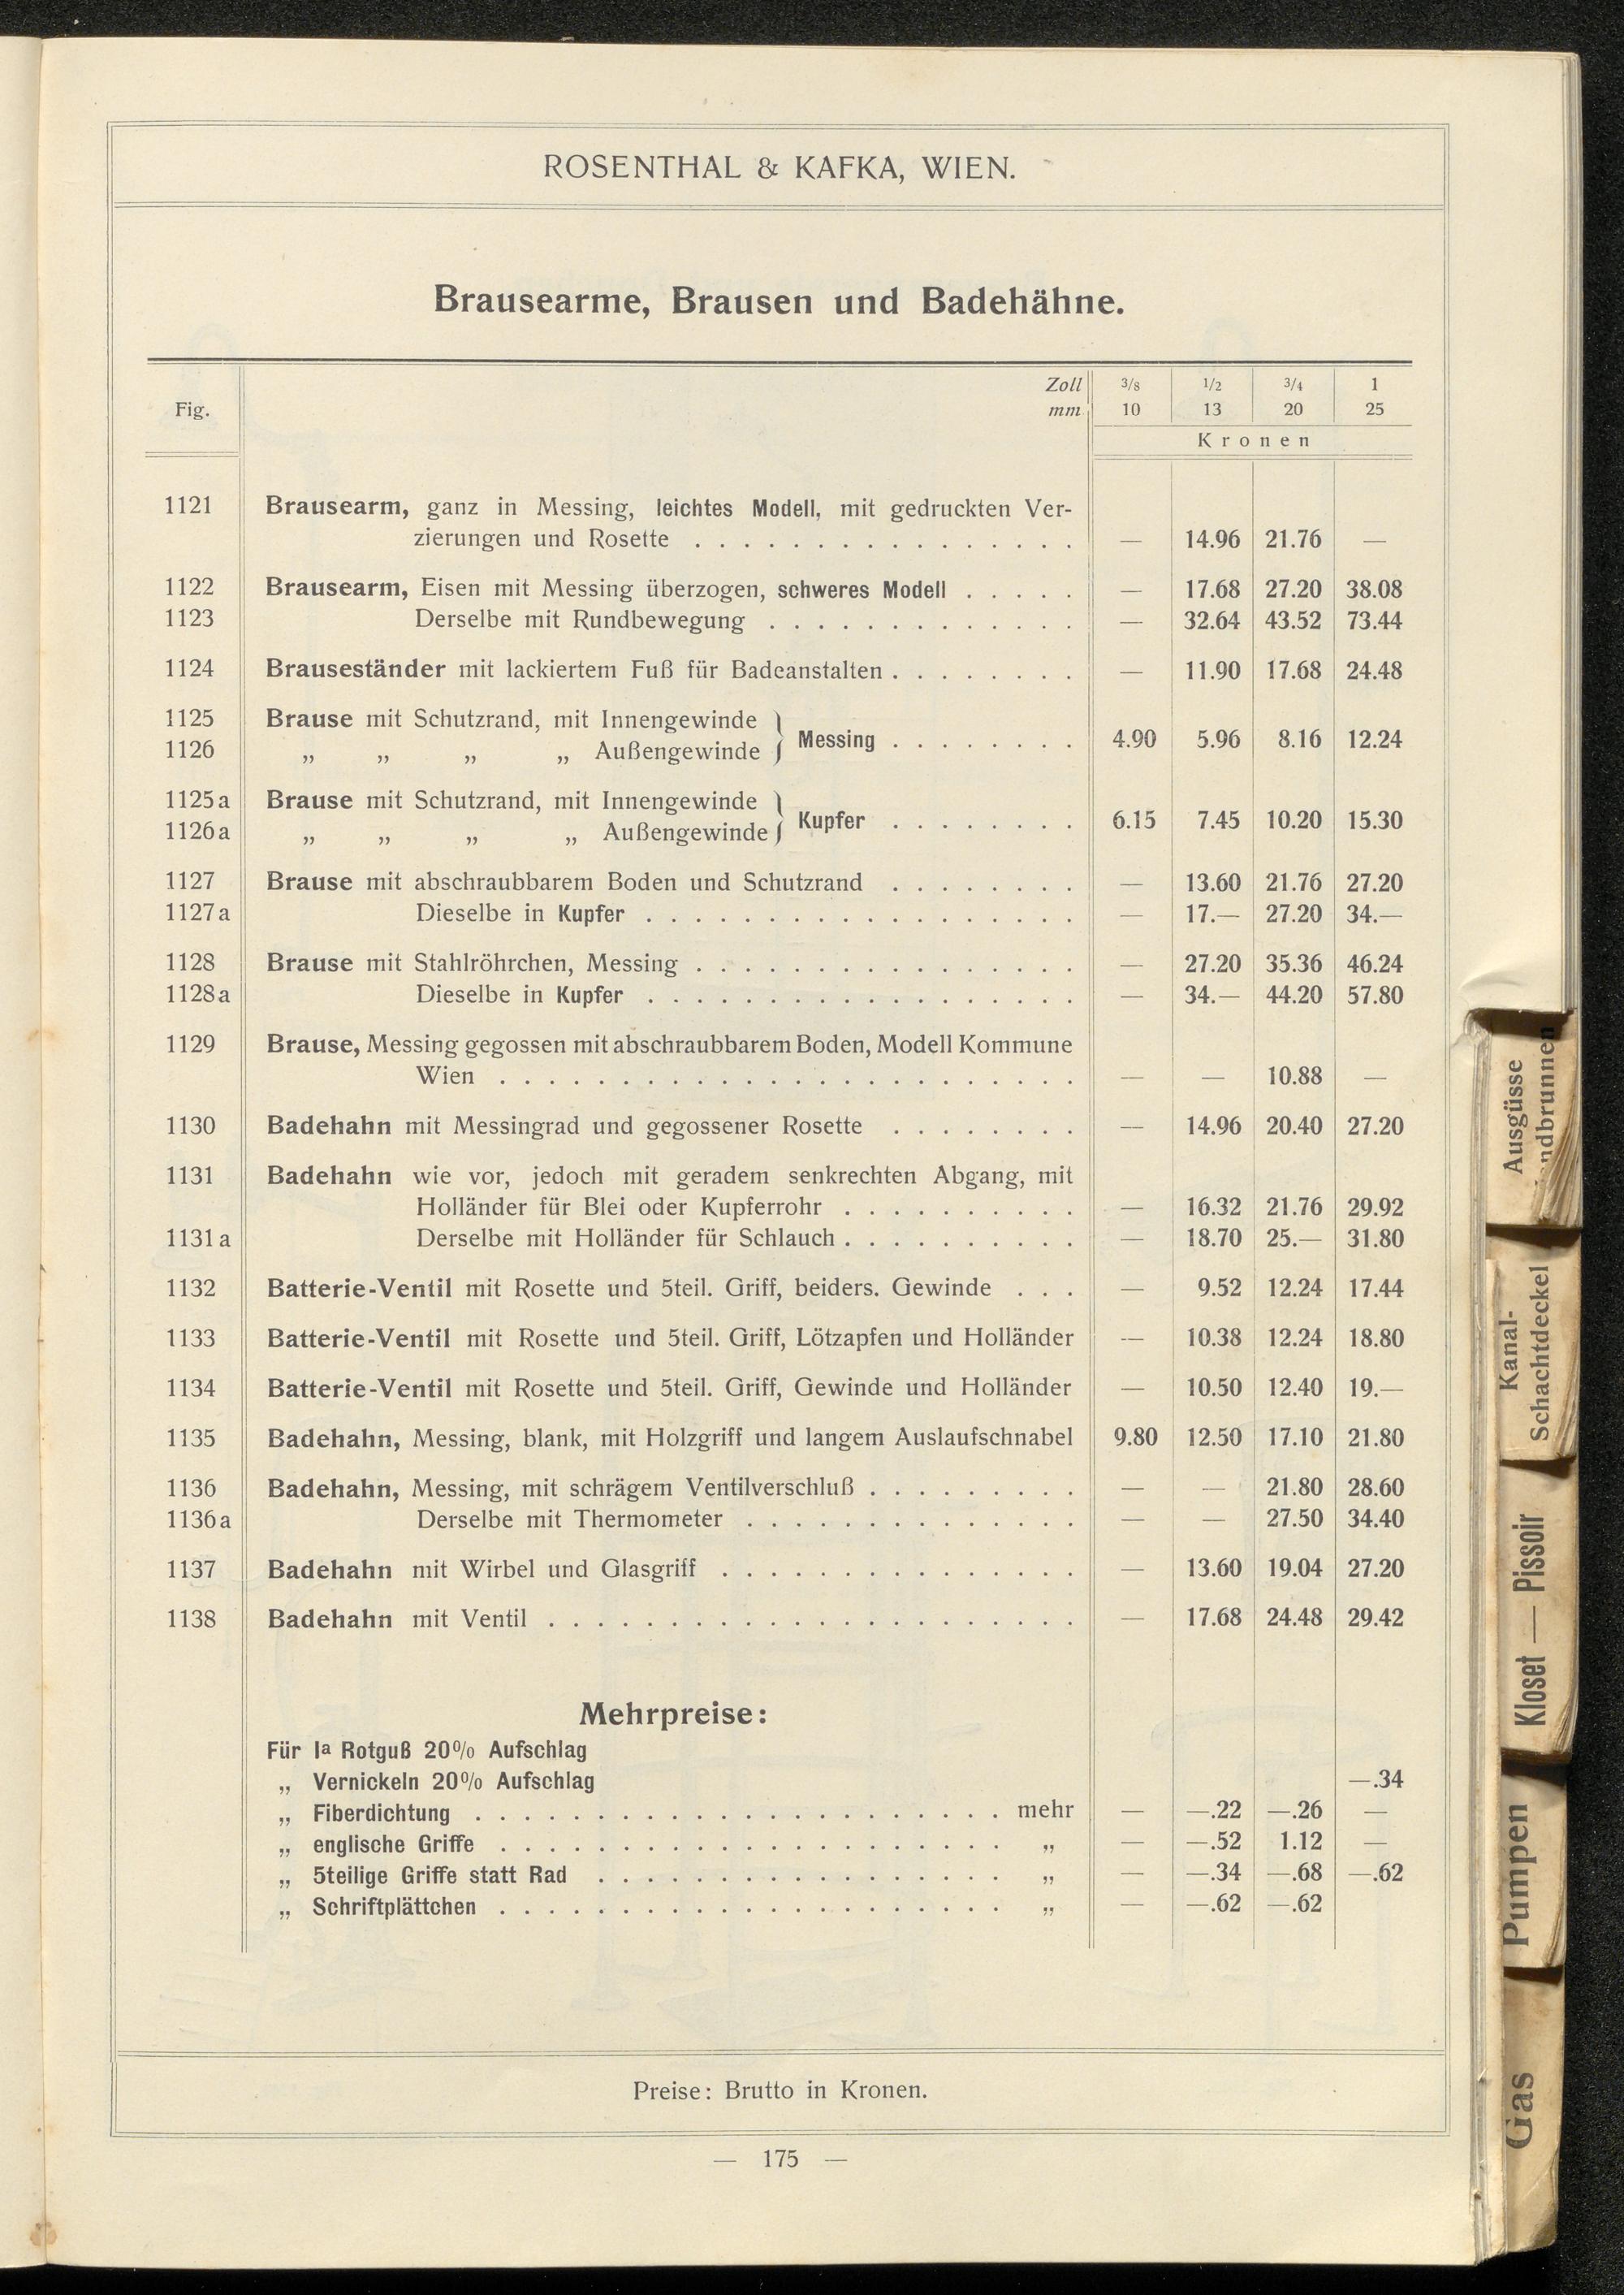 ROSENTHAL & KAFKA, WIEN.
Brausearme, Brausen und Badehähne.
Fig. Zoll 3/8 1/2 3/4 1
mm 10 13 20 25
Kronen
1121 Brausearm, ganz in Messing, leichtes Modell, mit gedruckten Ver-
zierungen und Rosette . . . . . . . . . . . . . . . . — 14.96 21.76 —
1122 Brausearm, Eisen mit Messing überzogen, schweres Modell . . . . . — 17.68 27.20 38.08
1123 Derselbe mit Rundbewegung . . . . . . . . . . . . . — 32.64 43.52 73.44
1124 Brauseständer mit lackiertem Fuß für Badeanstalten . . . . . . . . — 11.90 17.68 24.48
1125 Brause mit Schutzrand, mit Innengewinde
1126 „ „ „ „ Außengewinde } Messing . . . . . . . . 4.90 5.96 8.16 12.24
1125a Brause mit Schutzrand, mit Innengewinde
1126a „ „ „ „ Außengewinde } Kupfer . . . . . . . . 6.15 7.45 10.20 15.30
1127 Brause mit abschraubbarem Boden und Schutzrand . . . . . . . . — 13.60 21.76 27.20
1127a Dieselbe in Kupfer . . . . . . . . . . . . . . . . . . — 17.— 27.20 34.—
1128 Brause mit Stahlröhrchen, Messing . . . . . . . . . . . . . . . . — 27.20 35.36 46.24
1128a Dieselbe in Kupfer . . . . . . . . . . . . . . . . . . — 34.— 44.20 57.80
1129 Brause, Messing gegossen mit abschraubbarem Boden, Modell Kommune
Wien . . . . . . . . . . . . . . . . . . . . . . . . — — 10.88 —
1130 Badehahn mit Messingrad und gegossener Rosette . . . . . . . . — 14.96 20.40 27.20
1131 Badehahn wie vor, jedoch mit geradem senkrechten Abgang, mit
Holländer für Blei oder Kupferrohr . . . . . . . . . . — 16.32 21.76 29.92
1131a Derselbe mit Holländer für Schlauch . . . . . . . . . . — 18.70 25.— 31.80
1132 Batterie-Ventil mit Rosette und 5teil. Griff, beiders. Gewinde . . . — 9.52 12.24 17.44
1133 Batterie-Ventil mit Rosette und 5teil. Griff, Lötzapfen und Holländer — 10.38 12.24 18.80
1134 Batterie-Ventil mit Rosette und 5teil. Griff, Gewinde und Holländer — 10.50 12.40 19.—
1135 Badehahn, Messing, blank, mit Holzgriff und langem Auslaufschnabel 9.80 12.50 17.10 21.80
1136 Badehahn, Messing, mit schrägem Ventilverschluß . . . . . . . . . — — 21.80 28.60
1136a Derselbe mit Thermometer . . . . . . . . . . . . . . — — 27.50 34.40
1137 Badehahn mit Wirbel und Glasgriff . . . . . . . . . . . . . . . — 13.60 19.04 27.20
1138 Badehahn mit Ventil . . . . . . . . . . . . . . . . . . . . . . — 17.68 24.48 29.42
Mehrpreise:
Für Ia Rotguß 20% Aufschlag
„ Vernickeln 20% Aufschlag —.34
„ Fiberdichtung . . . . . . . . . . . . . . . . . . . . . . mehr — —.22 —.26 —
„ englische Griffe . . . . . . . . . . . . . . . . . . . . . „ — —.52 1.12 —
„ 5teilige Griffe statt Rad . . . . . . . . . . . . . . . . . „ — —.34 —.68 —.62
„ Schriftplättchen . . . . . . . . . . . . . . . . . . . . . „ — —.62 —.62
Preise: Brutto in Kronen.
— 175 —
Ausgüsse
ndbrunnen
Kanal-
Schachtdeckel
Kloset — Pissoir
Pumpen
Gas